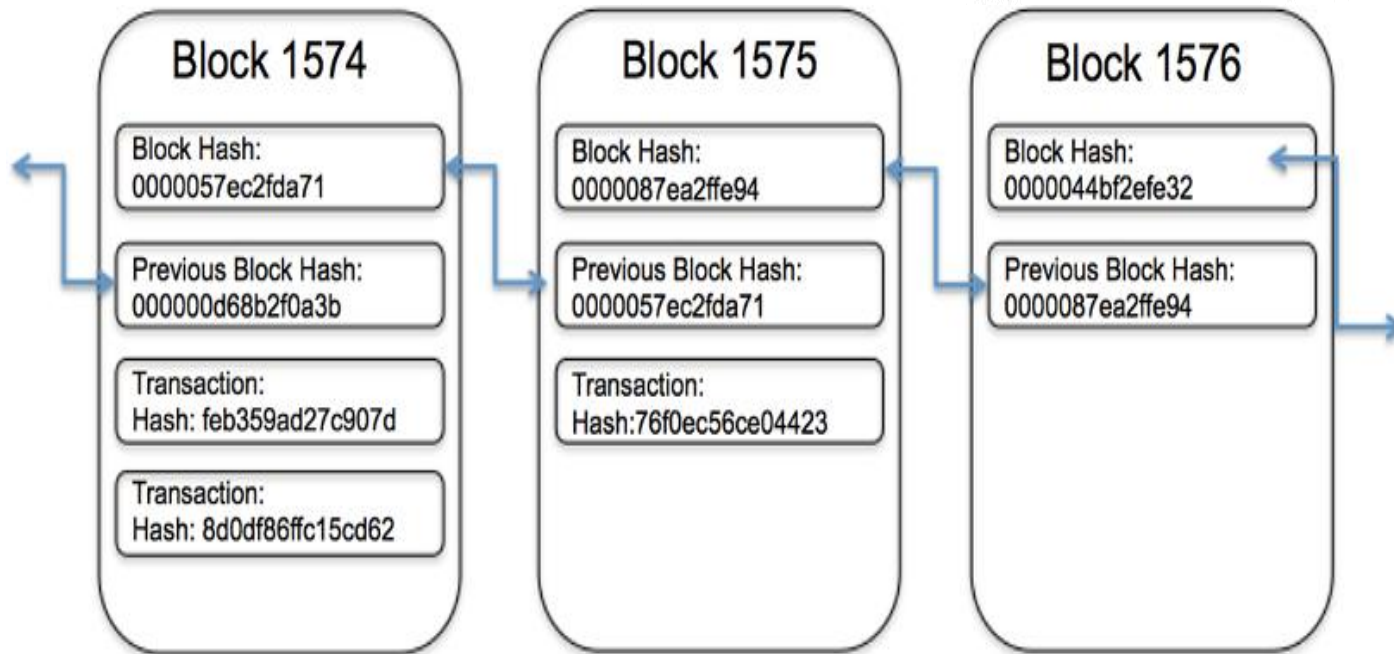 Block 1574
Block Hash:
0000057ec2fda71
Previous Block Hash:
000000d68b2f0a3b
Transaction:
Hash: feb359ad27c907d
Transaction:
Hash: 8d0df86ffc15cd62
Block 1575
Block Hash:
0000087ea2ffe94
Previous Block Hash:
0000057ec2fda71
Transaction:
Hash:76f0ec56ce04423
Block 1576
Block Hash:
0000044bf2efe32
Previous Block Hash:
0000087ea2ffe94